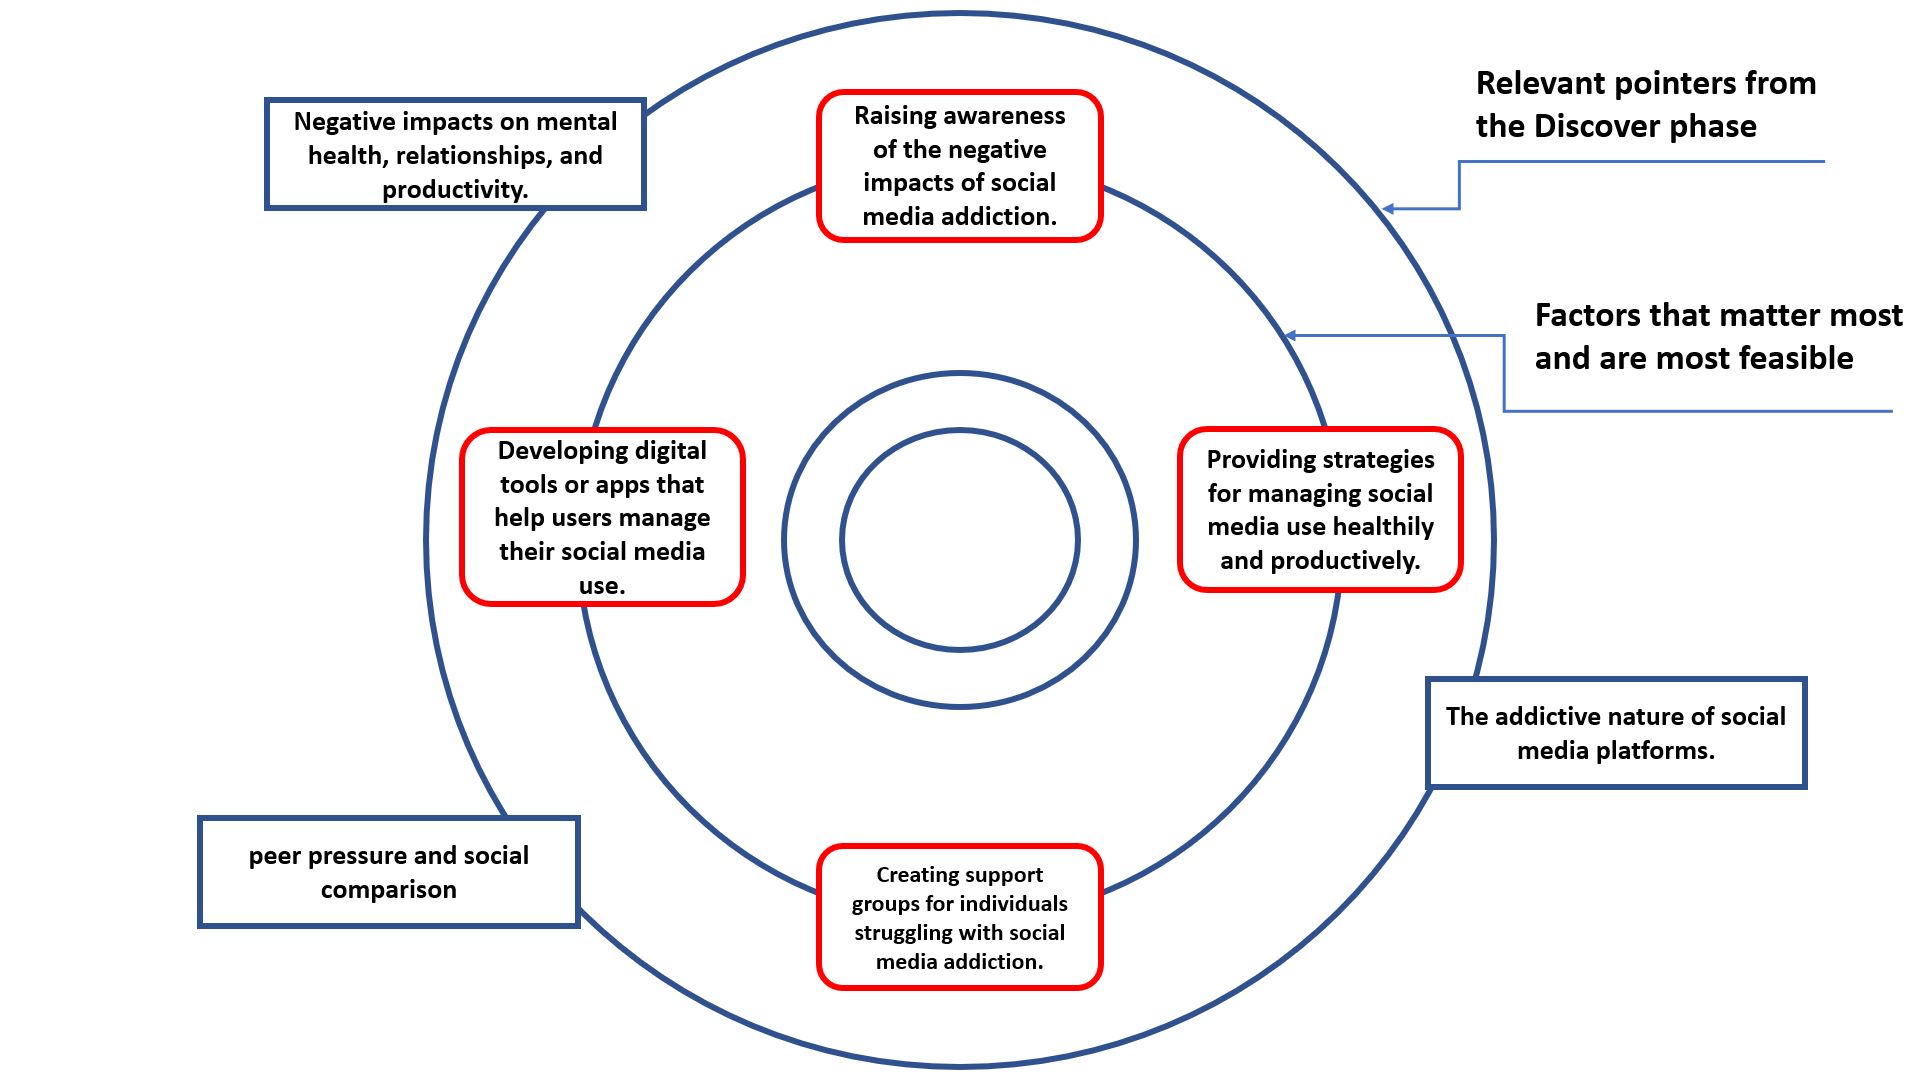 Relevant pointers from
the Discover phase
Negative impacts on mental
health, relationships, and
productivity.
Raising awareness
of the negative
impacts of social
media addiction.
Factors that matter most
and are most feasible
Developing digital
tools or apps that
help users manage
their social media
use.
Providing strategies
for managing social
media use healthily
and productively.
The addictive nature of social
media platforms.
peer pressure and social
comparison
Creating support
groups for individuals
struggling with social
media addiction.